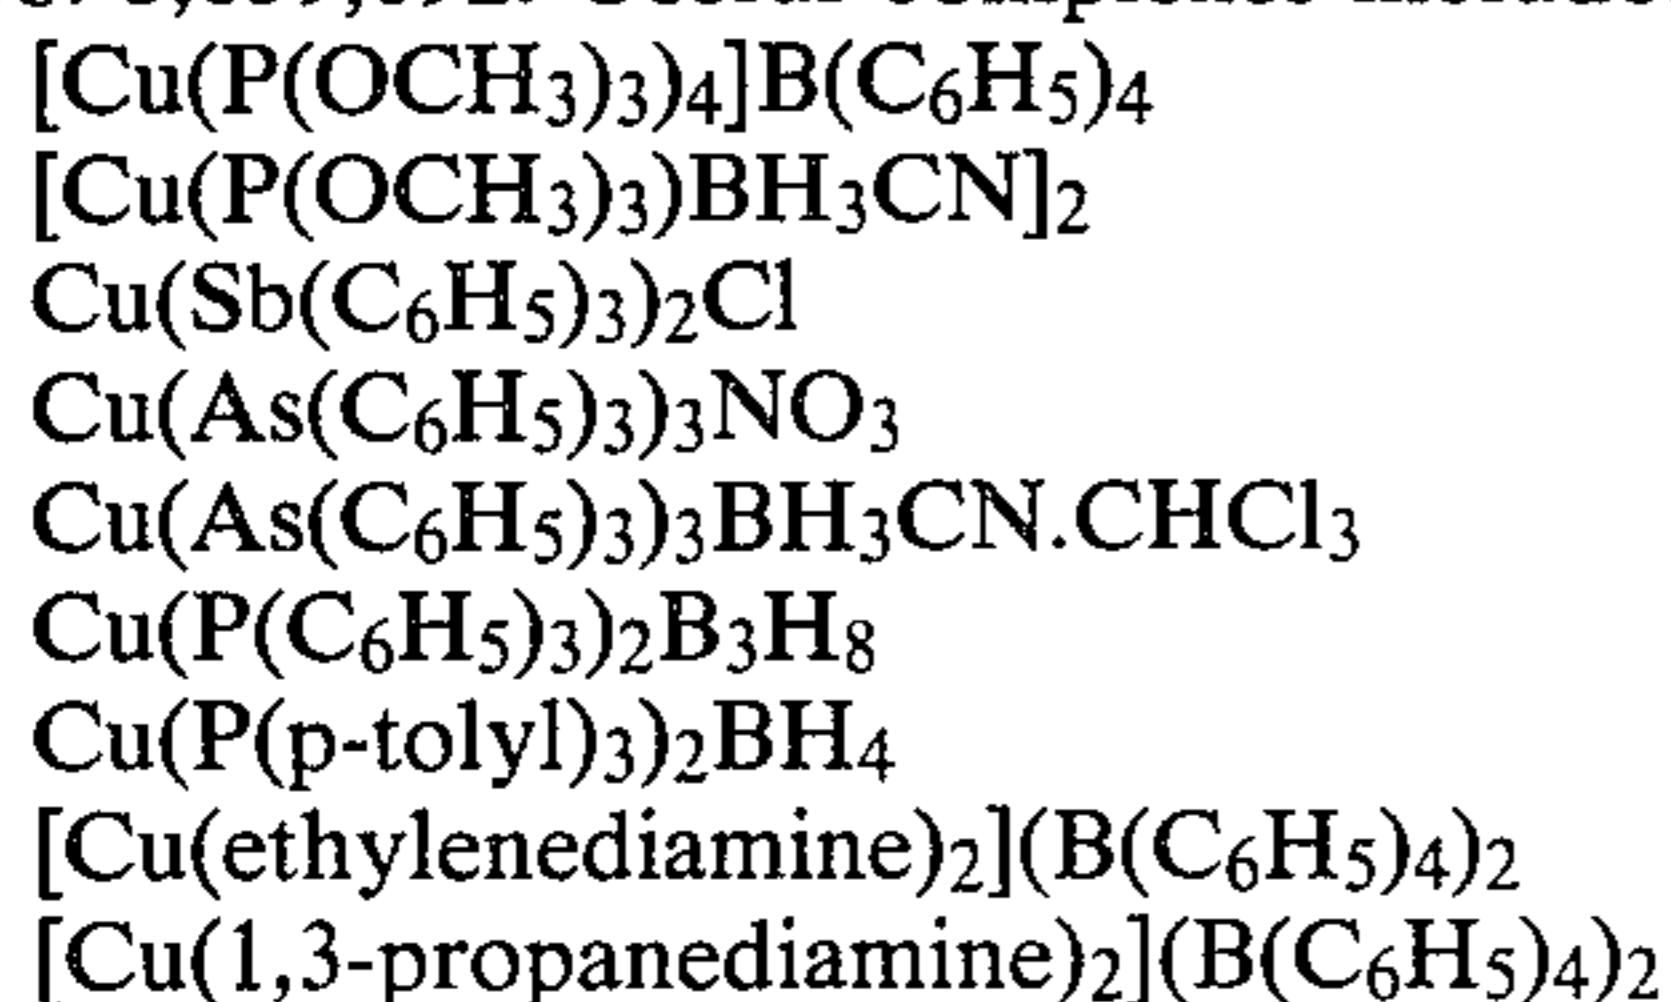 [Cu(P(OCH3)3)4]B(C6H5)4
[Cu(P(OCH3)3)BH3CN]2
Cu(Sb(C6H5)3)2Cl
Cu(As(C6H5)3)3NO3
Cu(As(C6H5)3)3BH3CN.CHCl3
Cu(P(C6H5)3)2B3H8
Cu(P(p-tolyl)3)2BH4
[Cu(ethylenediamine)2](B(C6H5)4)2
[Cu(1,3-propanediamine)2](B(C6H5)4)2